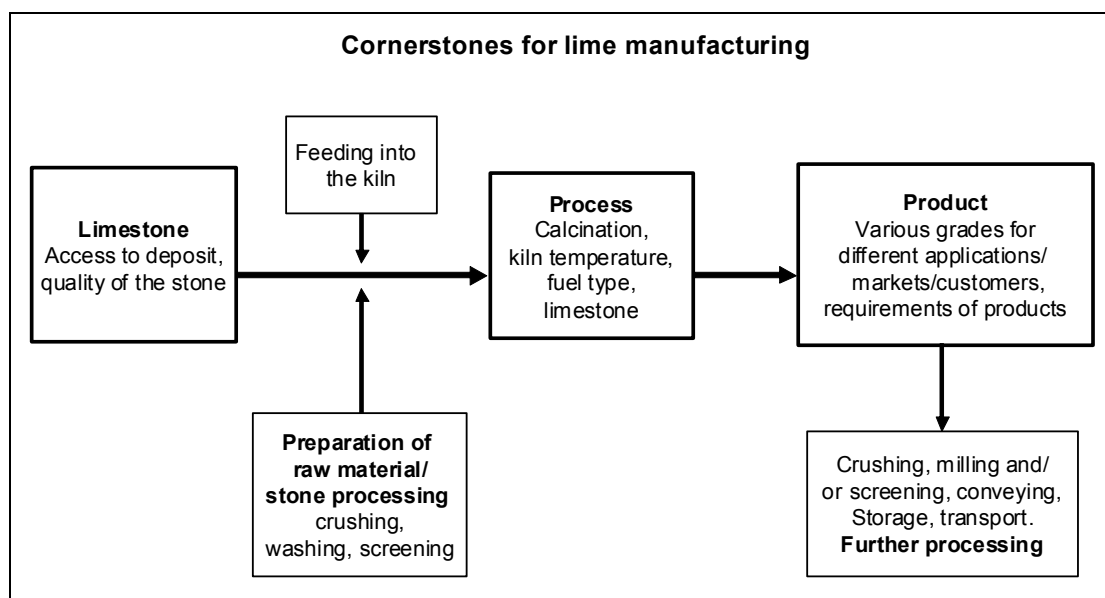 Cornerstones for lime manufacturing
Feeding into
the kiln
Limestone
Access to deposit,
quality of the stone
Process
Calcination,
kiln temperature,
fuel type,
limestone
Product
Various grades for
different applications/
markets/customers,
requirements of products
Preparation of
raw material/
stone processing
crushing,
washing, screening
Crushing, milling and/
or screening, conveying,
Storage, transport.
Further processing